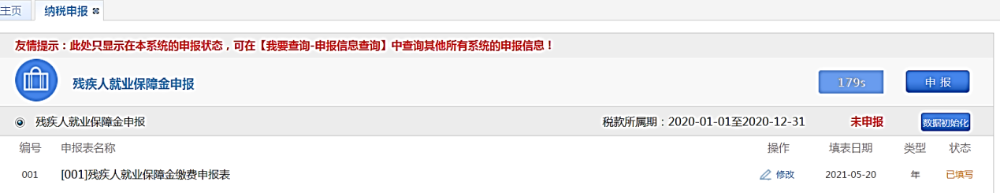 主页 纳税申报
友情提示：此处只显示在本系统的申报状态，可在【我要查询-申报信息查询】中查询其他所有系统的申报信息！
残疾人就业保障金申报 179s 申 报
残疾人就业保障金申报 税款所属期：2020-01-01至2020-12-31 未申报 数据初始化
编号 申报表名称 操作 填表日期 类型 状态
001 [001]残疾人就业保障金缴费申报表 修改 2021-05-20 年 已填写